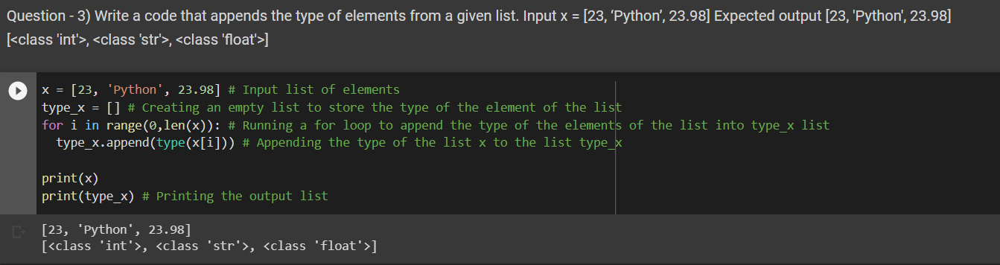 Question - 3) Write a code that appends the type of elements from a given list. Input x = [23, ‘Python’, 23.98] Expected output [23, 'Python', 23.98]
[<class 'int'>, <class 'str'>, <class 'float'>]
x = [23, 'Python', 23.98] # Input list of elements
type_x = [] # Creating an empty list to store the type of the element of the list
for i in range(0,len(x)): # Running a for loop to append the type of the elements of the list into type_x list
  type_x.append(type(x[i])) # Appending the type of the list x to the list type_x
print(x)
print(type_x) # Printing the output list
[23, 'Python', 23.98]
[<class 'int'>, <class 'str'>, <class 'float'>]